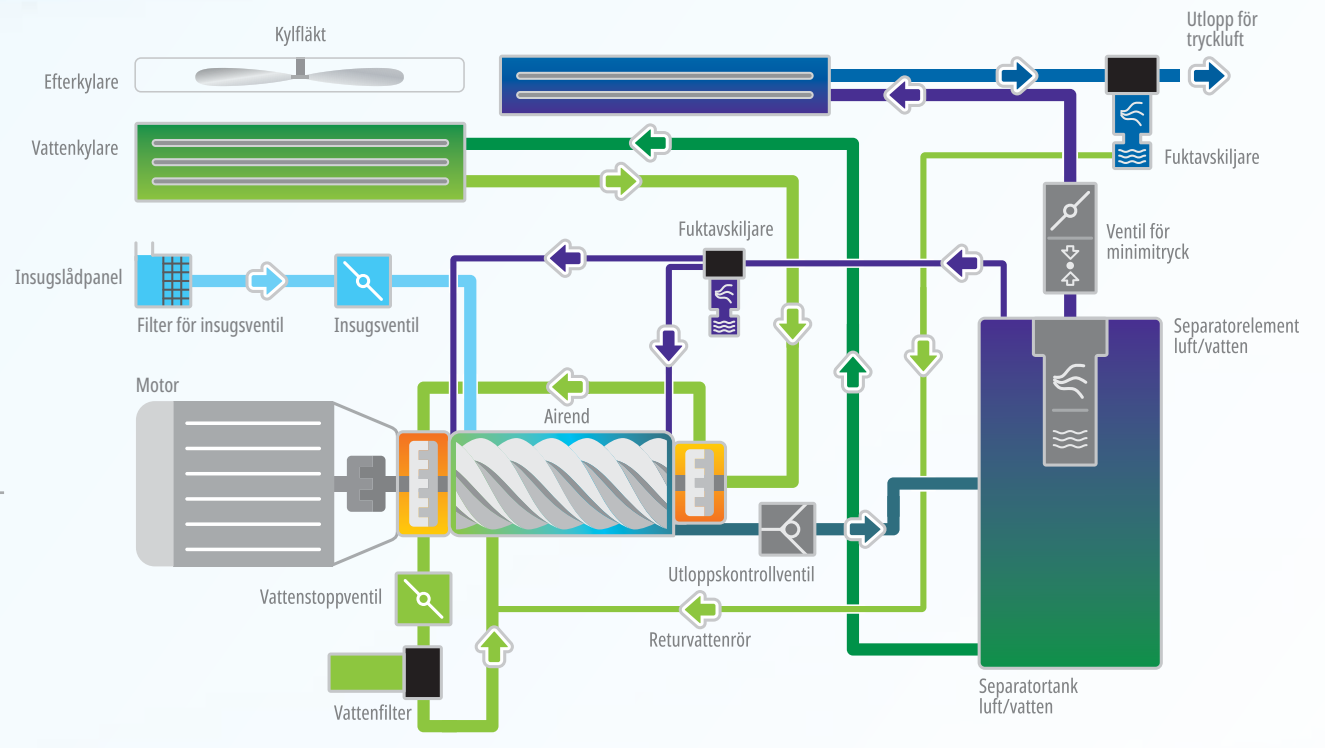 Kylfläkt
Utlopp för
tryckluft
Efterkylare
Vattenkylare
Fuktavskiljare
Fuktavskiljare
Ventil för
minimitryck
Insugslådpanel
Filter för insugsventil
Insugsventil
Separatorelement
luft/vatten
Motor
Airend
Utloppskontrollventil
Vattenstoppventil
Returvattenrör
Separatortank
luft/vatten
Vattenfilter